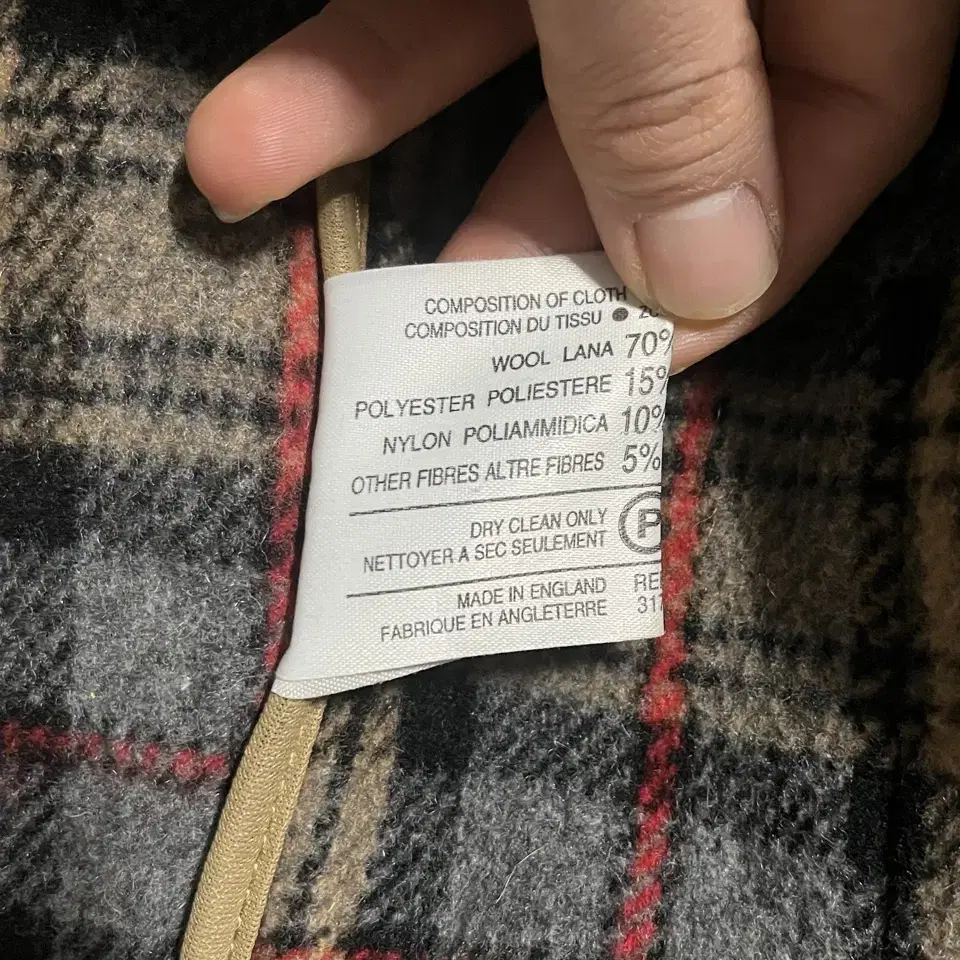 COMPOSITION OF CLOTH
COMPOSITION DU TISSU ●
WOOL LANA 70%
POLYESTER POLIESTERE 15%
NYLON POLIAMMIDICA 10%
OTHER FIBRES ALTRE FIBRES 5%
DRY CLEAN ONLY
NETTOYER A SEC SEULEMENT
P
MADE IN ENGLAND
FABRIQUE EN ANGLETERRE